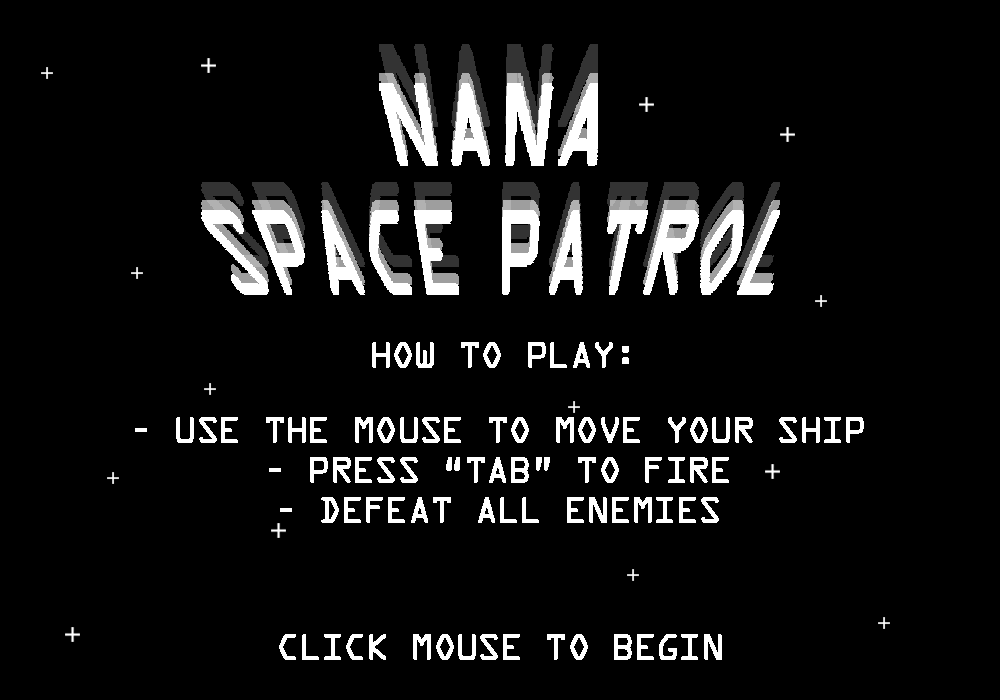 NANA
SPACE PATROL
HOW TO PLAY:
- USE THE MOUSE TO MOVE YOUR SHIP
- PRESS “TAB” TO FIRE
- DEFEAT ALL ENEMIES
CLICK MOUSE TO BEGIN